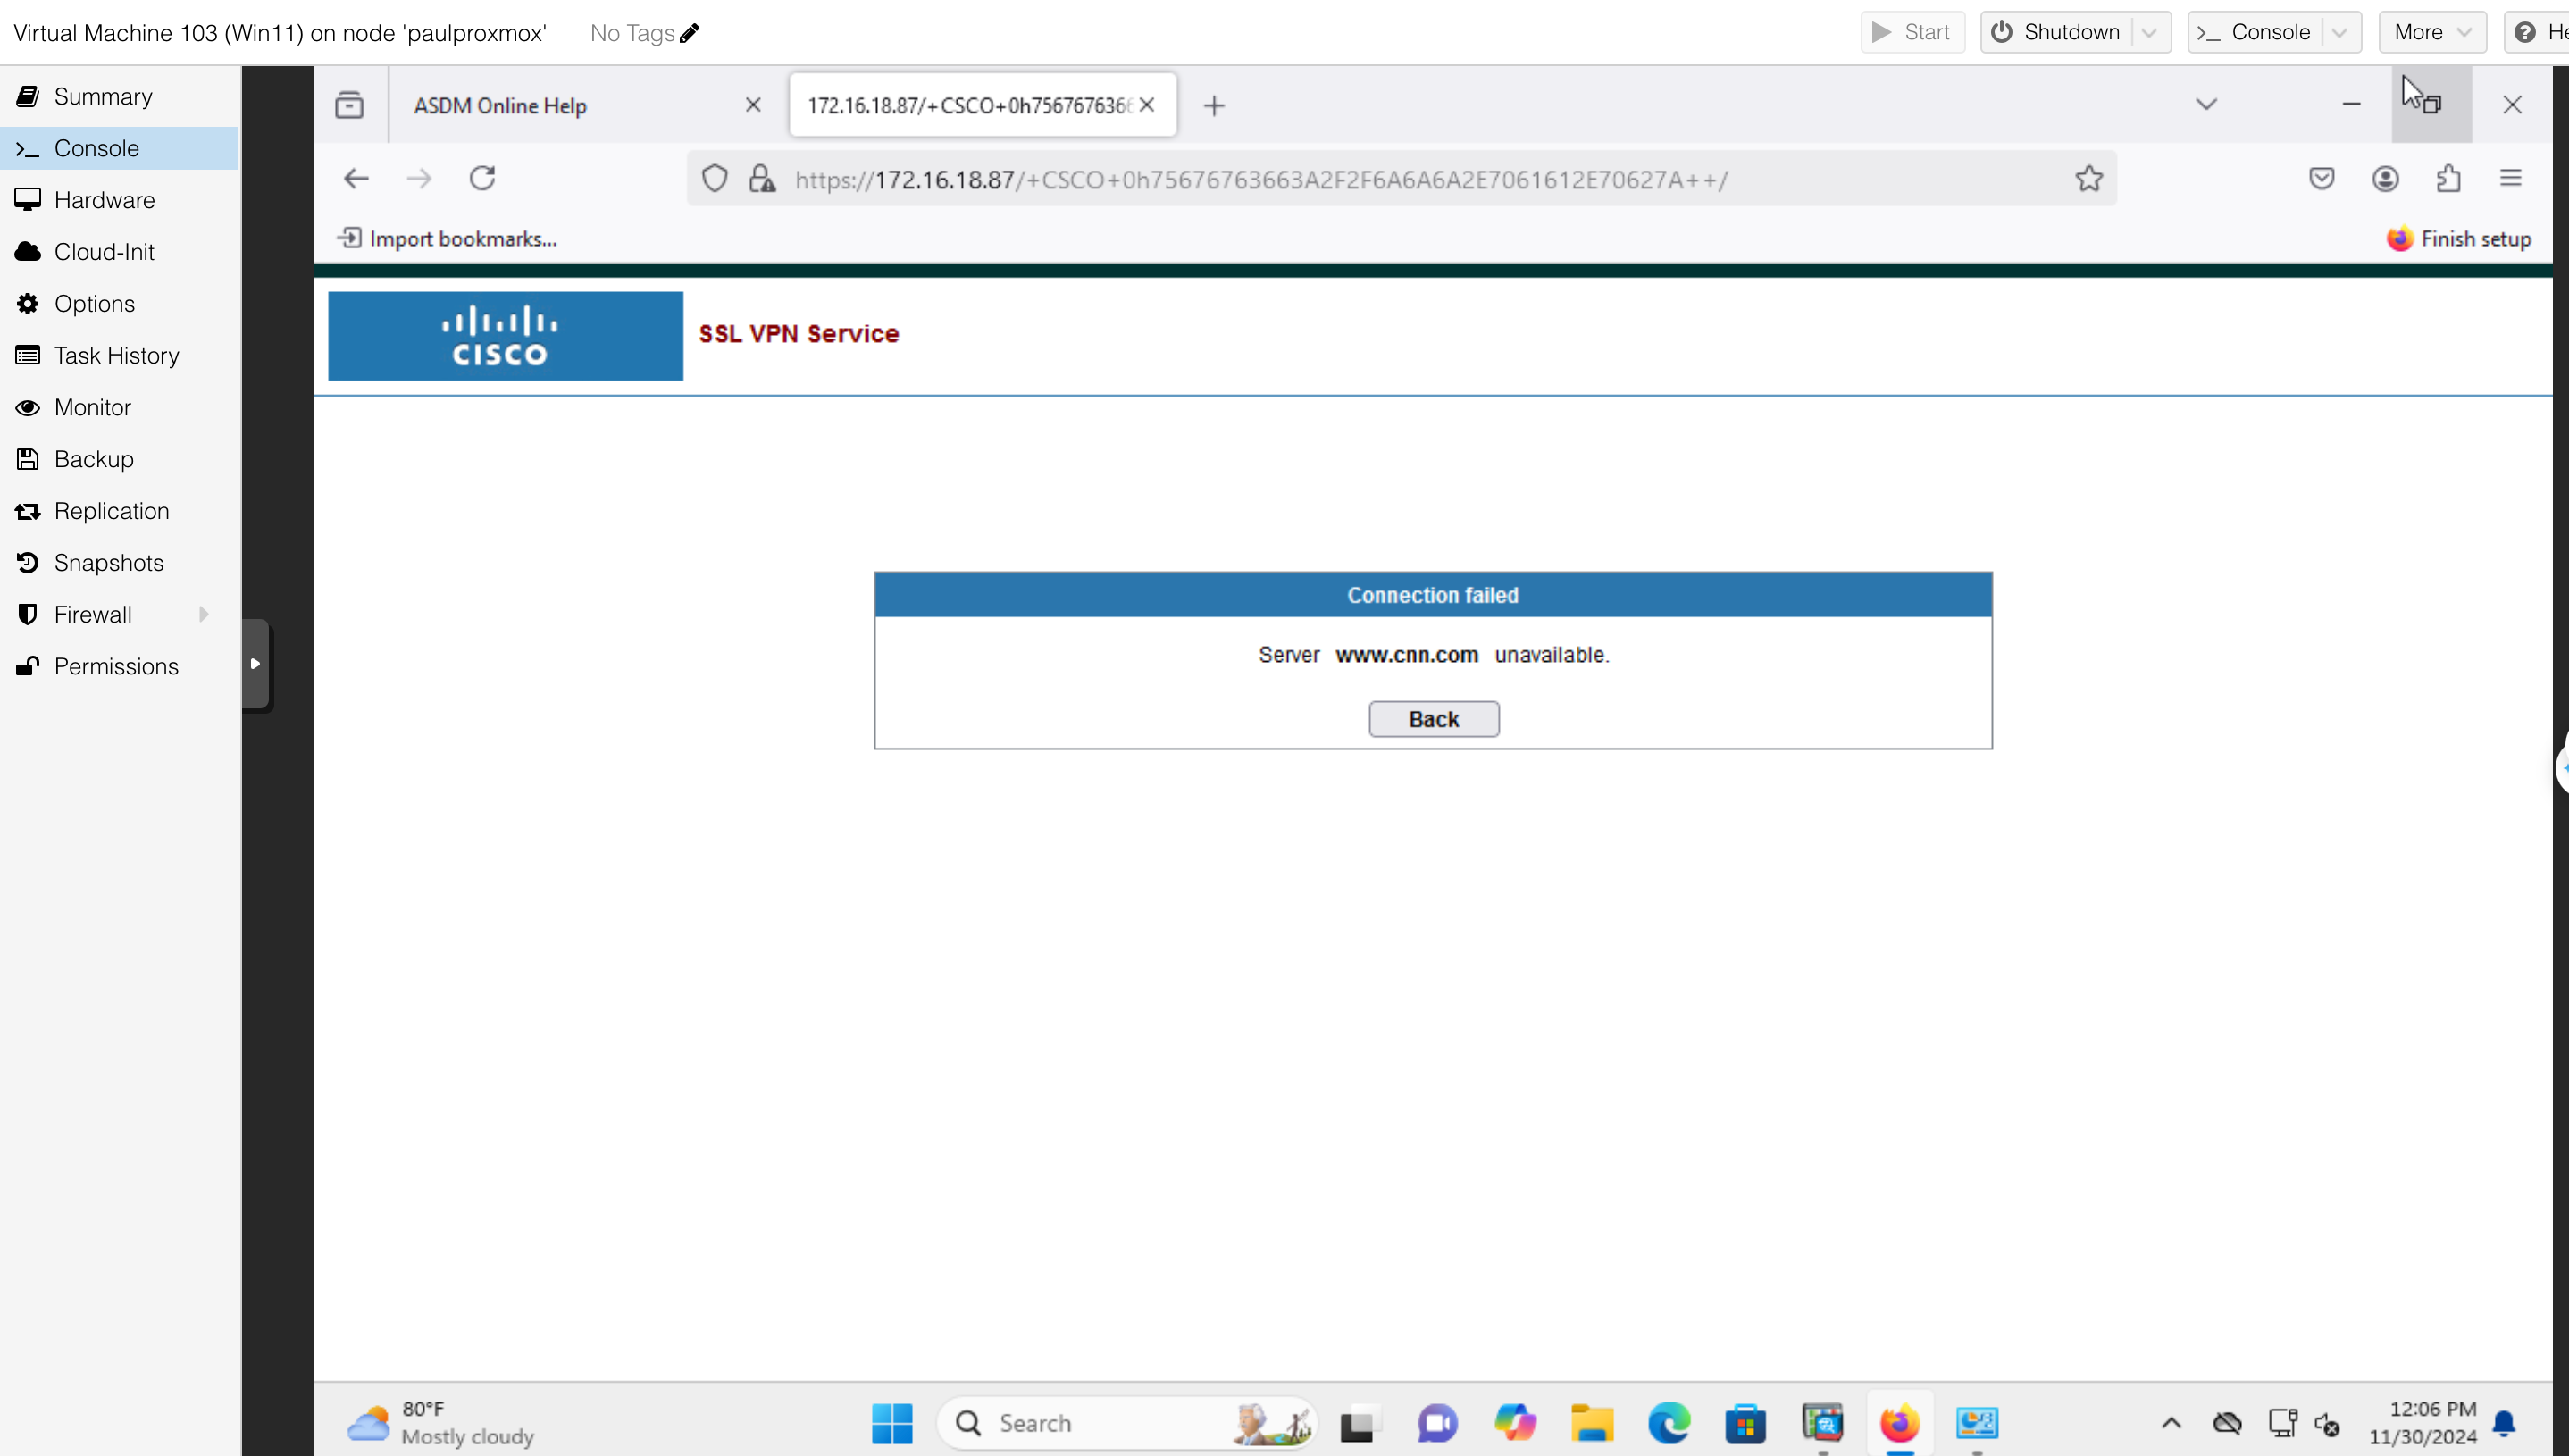 Virtual Machine 103 (Win11) on node 'paulproxmox' No Tags Start Shutdown Console More
Summary
Console
Hardware
Cloud-Init
Options
Task History
Monitor
Backup
Replication
Snapshots
Firewall
Permissions
ASDM Online Help 172.16.18.87/+CSCO+0h7567676366
https://172.16.18.87/+CSCO+0h75676763663A2F2F6A6A6A2E7061612E70627A++/
Import bookmarks... Finish setup
CISCO
SSL VPN Service
Connection failed
Server www.cnn.com unavailable.
Back
80°F
Mostly cloudy
Search
12:06 PM
11/30/2024